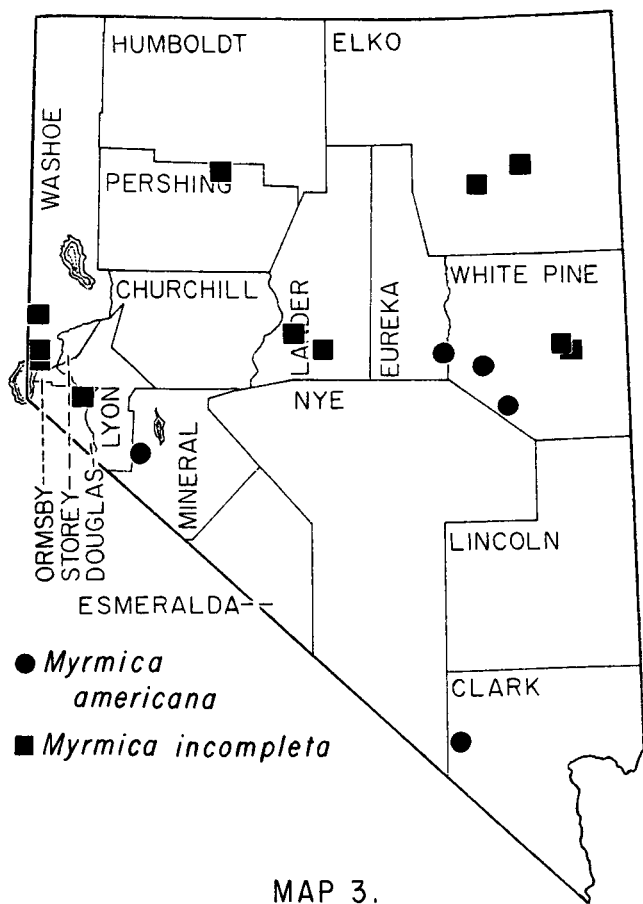 HUMBOLDT
ELKO
WASHOE
PERSHING
CHURCHILL
LANDER
EUREKA
WHITE PINE
LYON
NYE
MINERAL
ORMSBY
STOREY
DOUGLAS
LINCOLN
ESMERALDA
Myrmica
americana
CLARK
Myrmica incompleta
MAP 3.